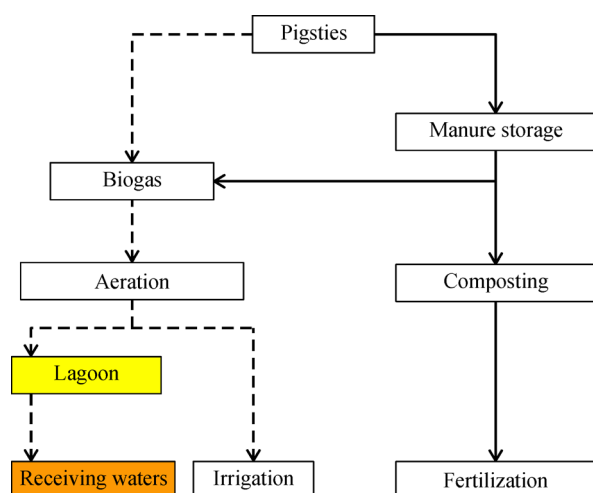 Pigsties
Manure storage
Biogas
Aeration
Composting
Lagoon
Receiving waters
Irrigation
Fertilization